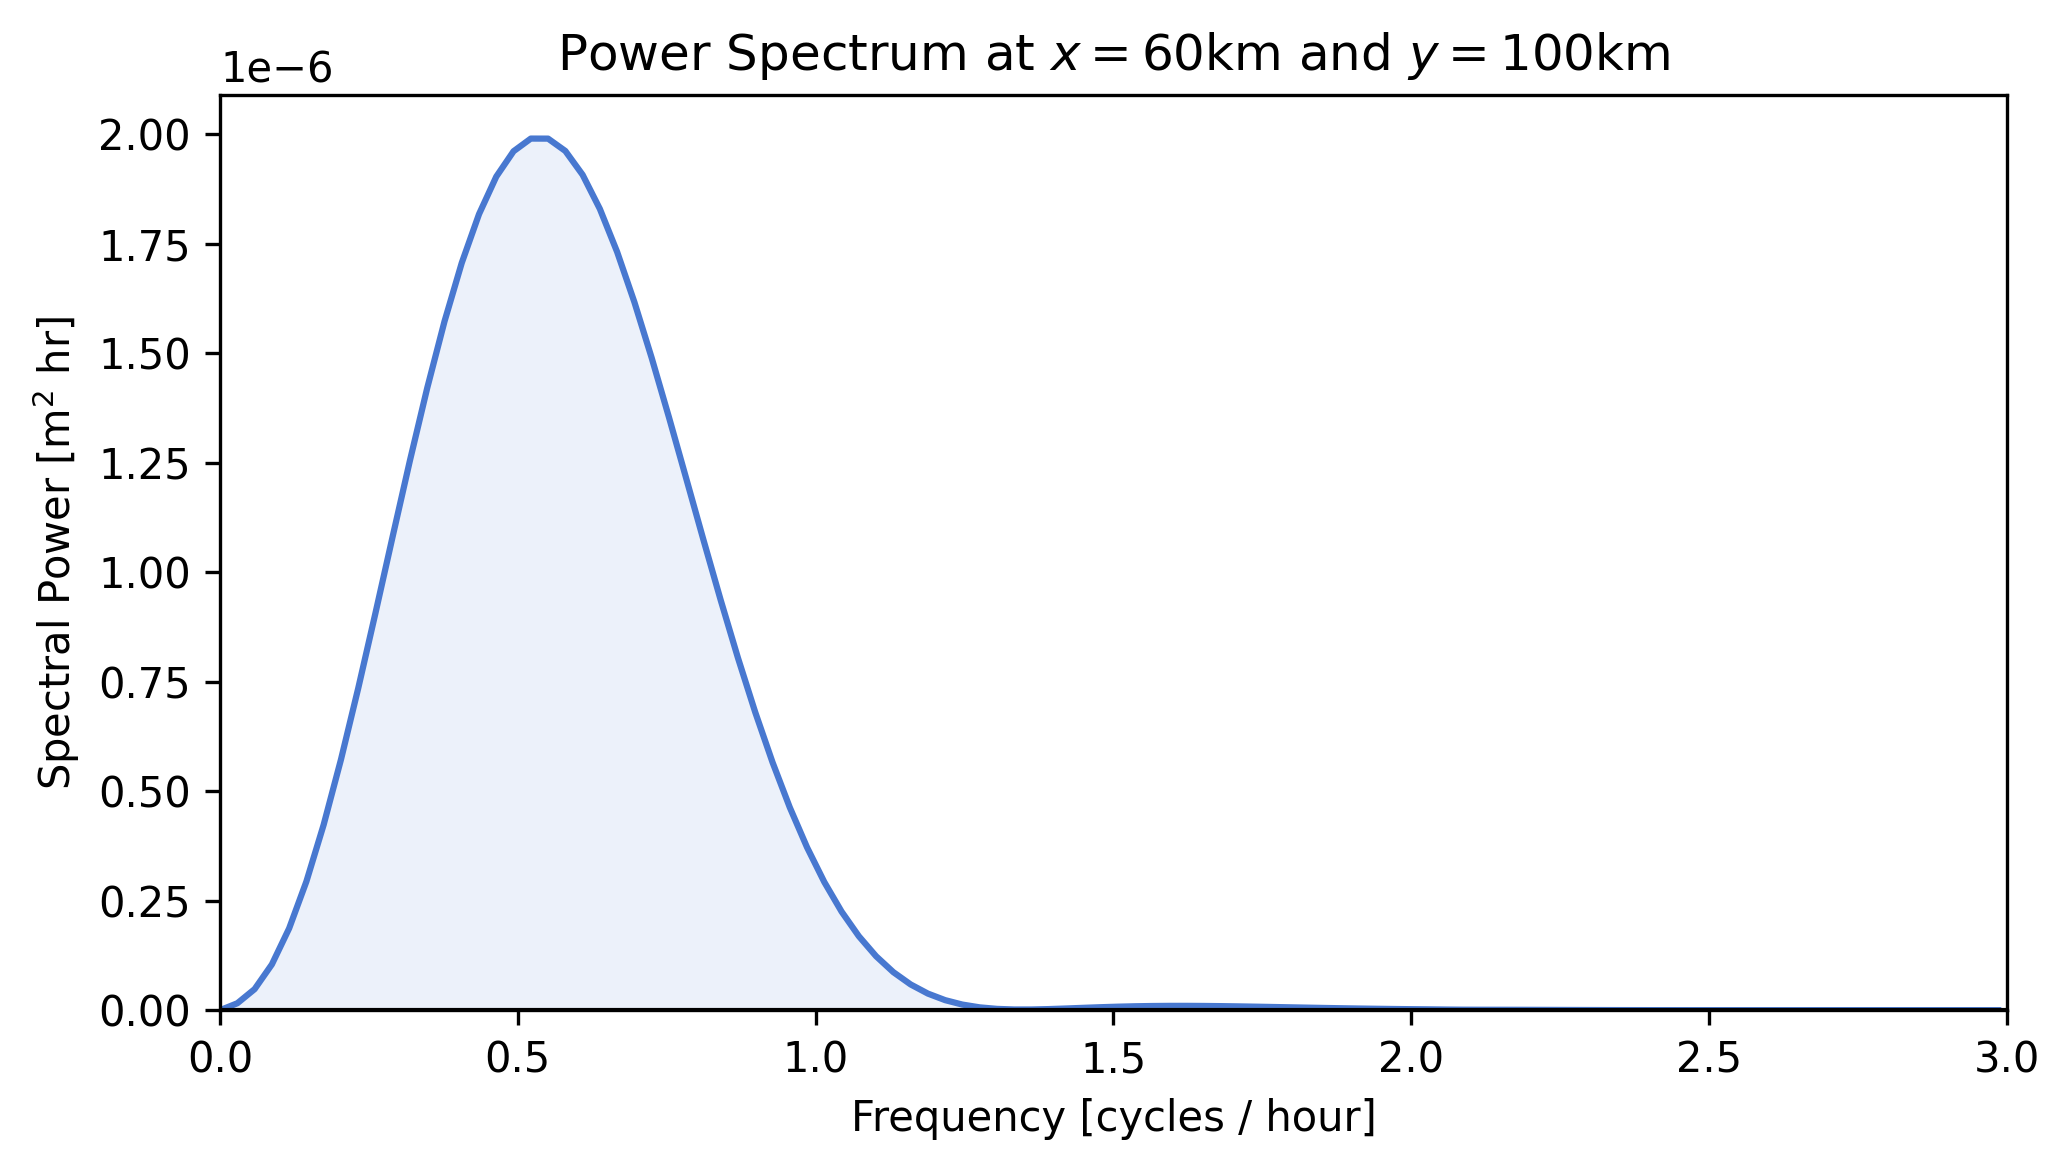 Power Spectrum at x = 60km and y = 100km
1e−6
2.00
1.75
1.50
1.25
1.00
0.75
0.50
0.25
0.00
Spectral Power [m² hr]
0.0 0.5 1.0 1.5 2.0 2.5 3.0
Frequency [cycles / hour]